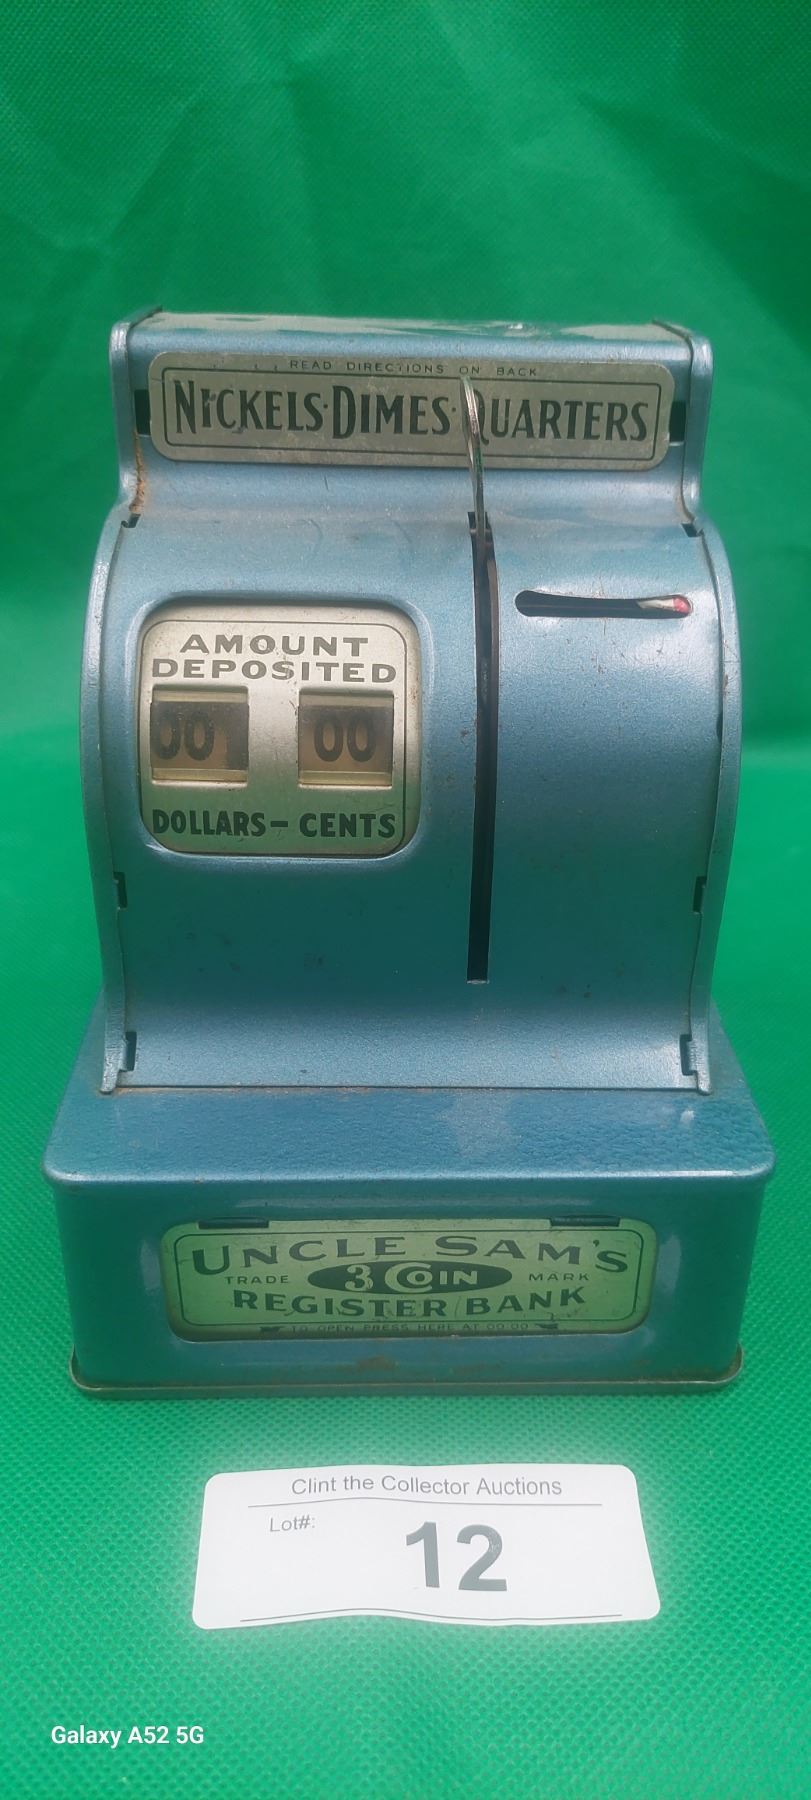 READ DIRECTIONS ON BACK
NICKELS·DIMES·QUARTERS
AMOUNT
DEPOSITED
00 00
DOLLARS-CENTS
UNCLE SAM'S
TRADE 3 COIN MARK
REGISTER BANK
TO OPEN PRESS HERE AT 00.00
Clint the Collector Auctions
Lot#:
12
Galaxy A52 5G